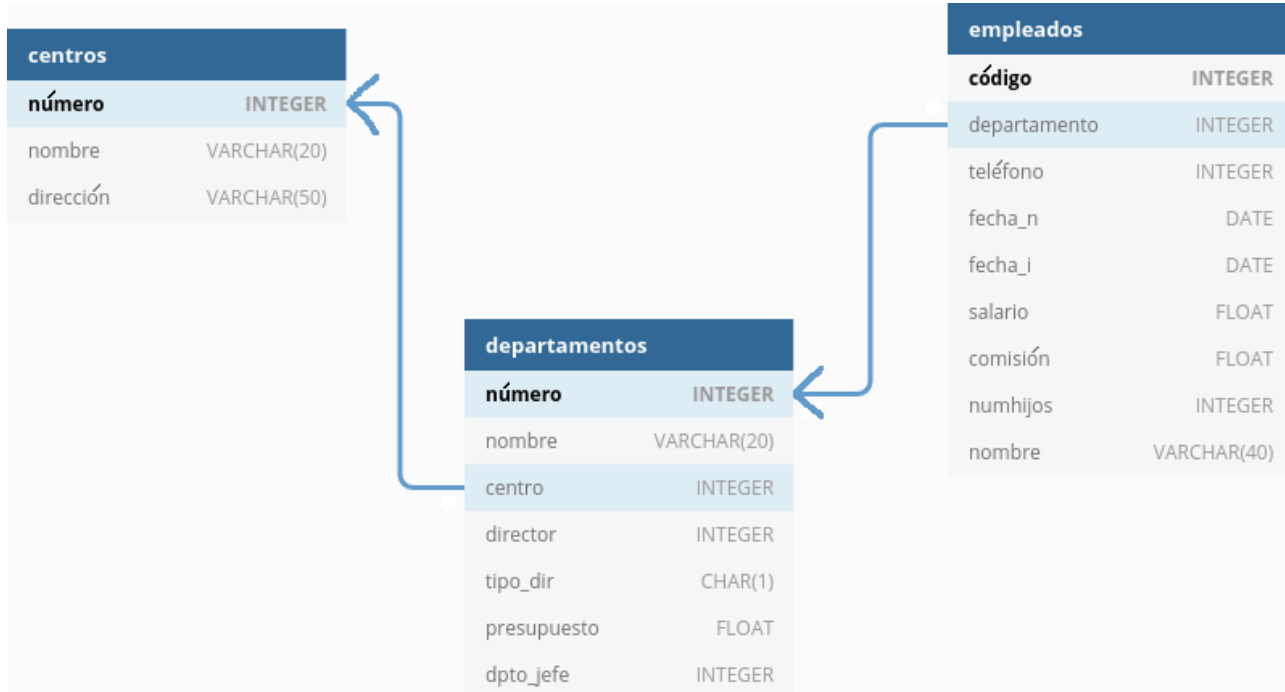 centros
número INTEGER
nombre VARCHAR(20)
dirección VARCHAR(50)
departamentos
número INTEGER
nombre VARCHAR(20)
centro INTEGER
director INTEGER
tipo_dir CHAR(1)
presupuesto FLOAT
dpto_jefe INTEGER
empleados
código INTEGER
departamento INTEGER
teléfono INTEGER
fecha_n DATE
fecha_i DATE
salario FLOAT
comisión FLOAT
numhijos INTEGER
nombre VARCHAR(40)